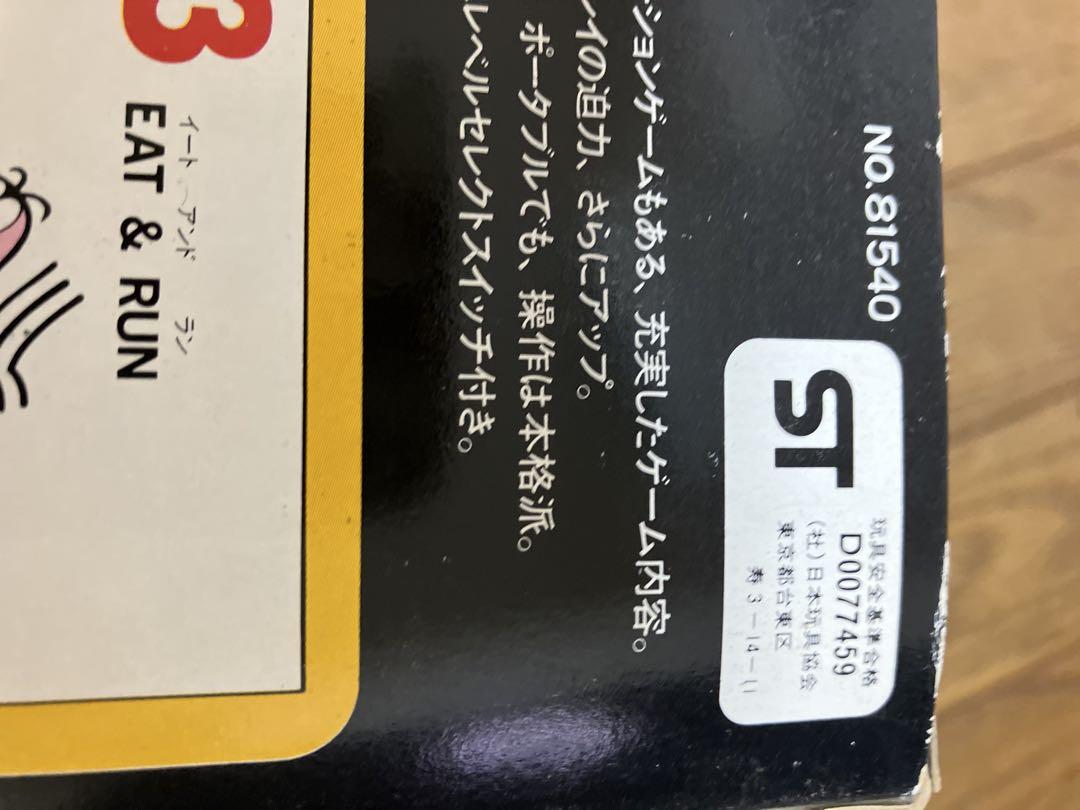 No.81540
ションゲームもある、充実したゲーム内容。
イの迫力、さらにアップ。
ポータブルでも、操作は本格派。
レベルセレクトスイッチ付き。
ST
玩具安全基準合格
D0077459
(社)日本玩具協会
東京都台東区
寿3-14-11
3
イート アンド ラン
EAT & RUN